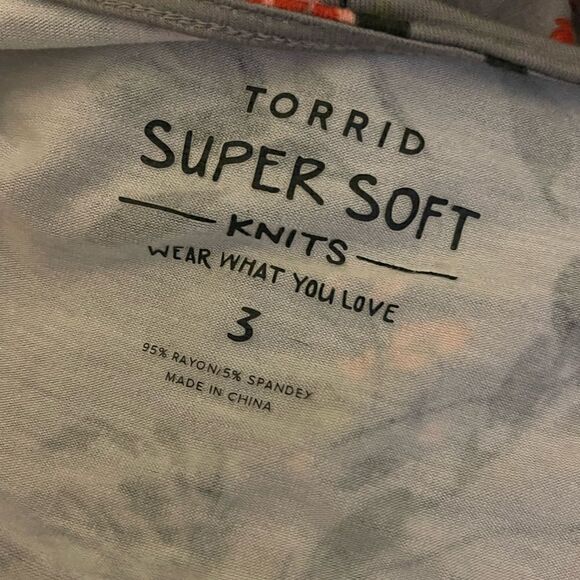 TORRID
SUPER SOFT
KNITS
WEAR WHAT YOU LOVE
3
95% RAYON/5% SPANDEX
MADE IN CHINA